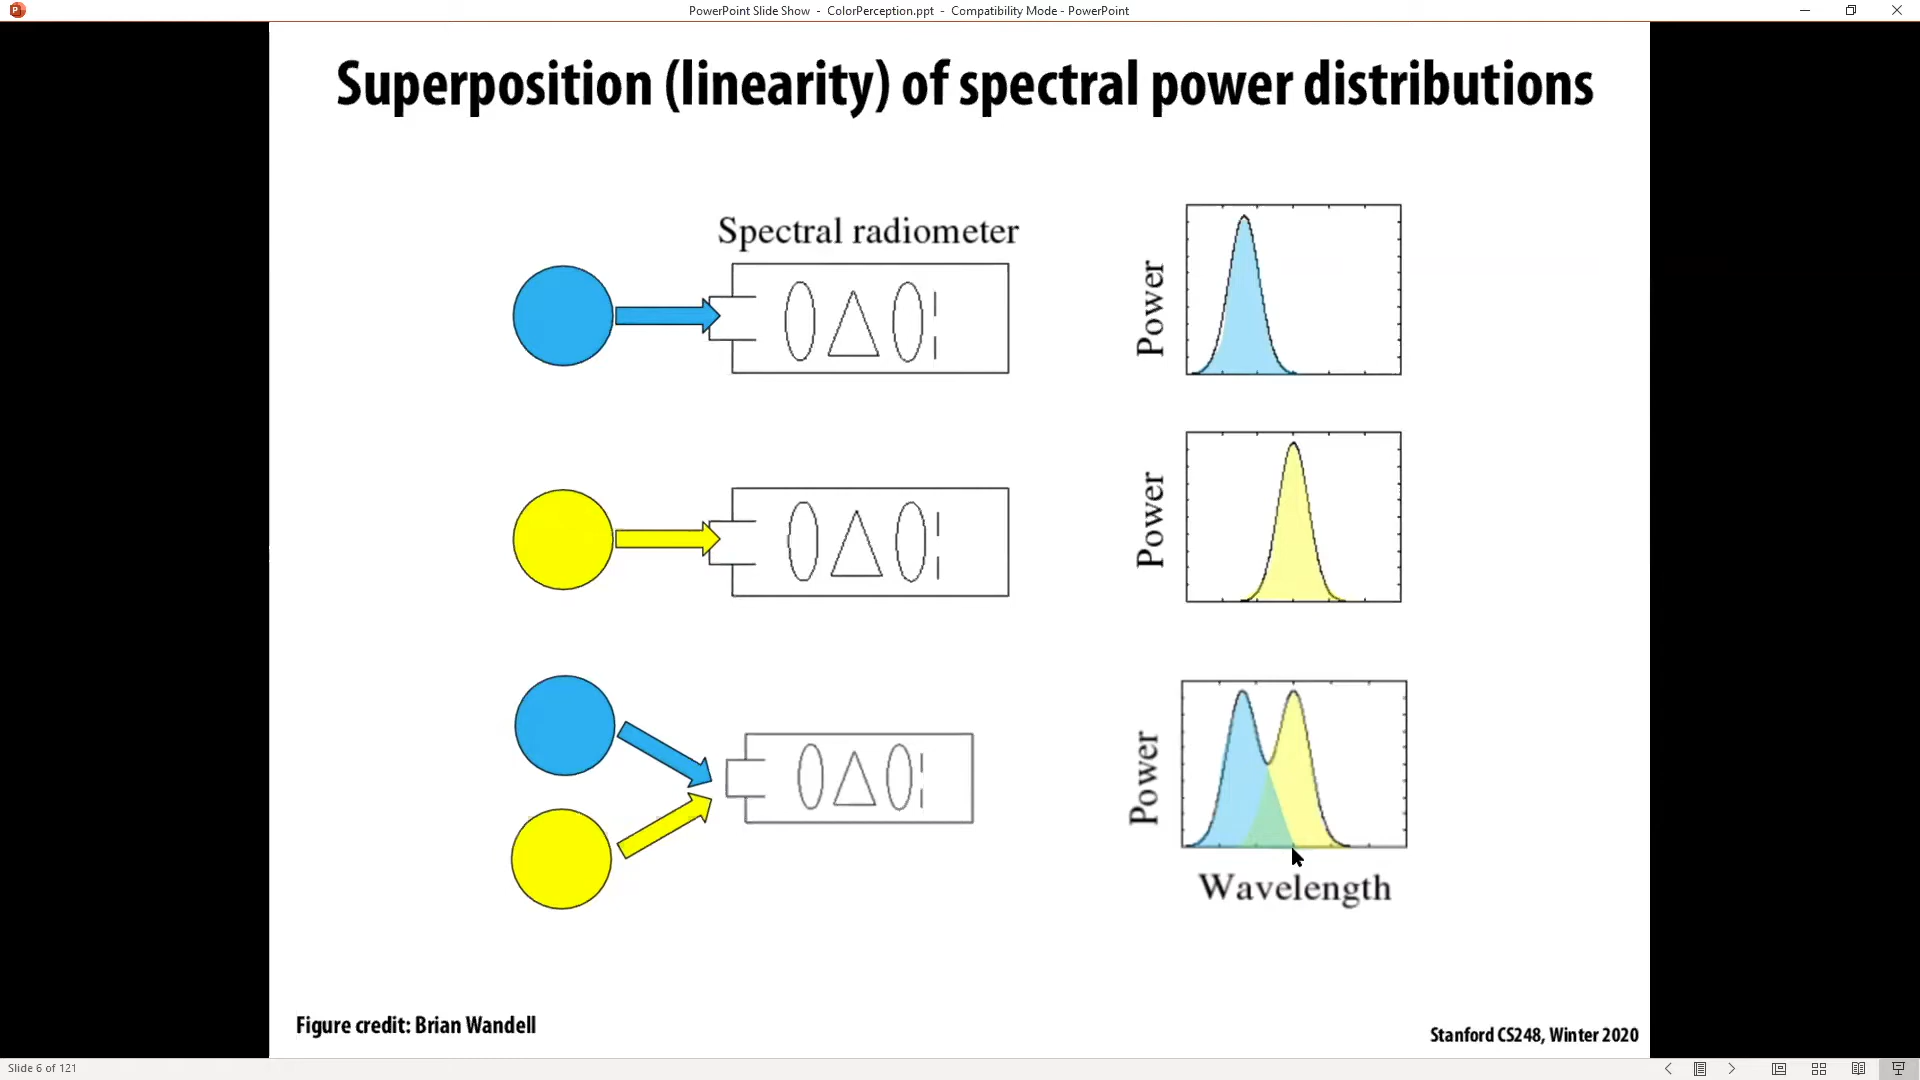 PowerPoint Slide Show - ColorPerception.ppt - Compatibility Mode - PowerPoint
Superposition (linearity) of spectral power distributions
Spectral radiometer
Power
Power
Power
Wavelength
Figure credit: Brian Wandell
Stanford CS248, Winter 2020
Slide 6 of 121